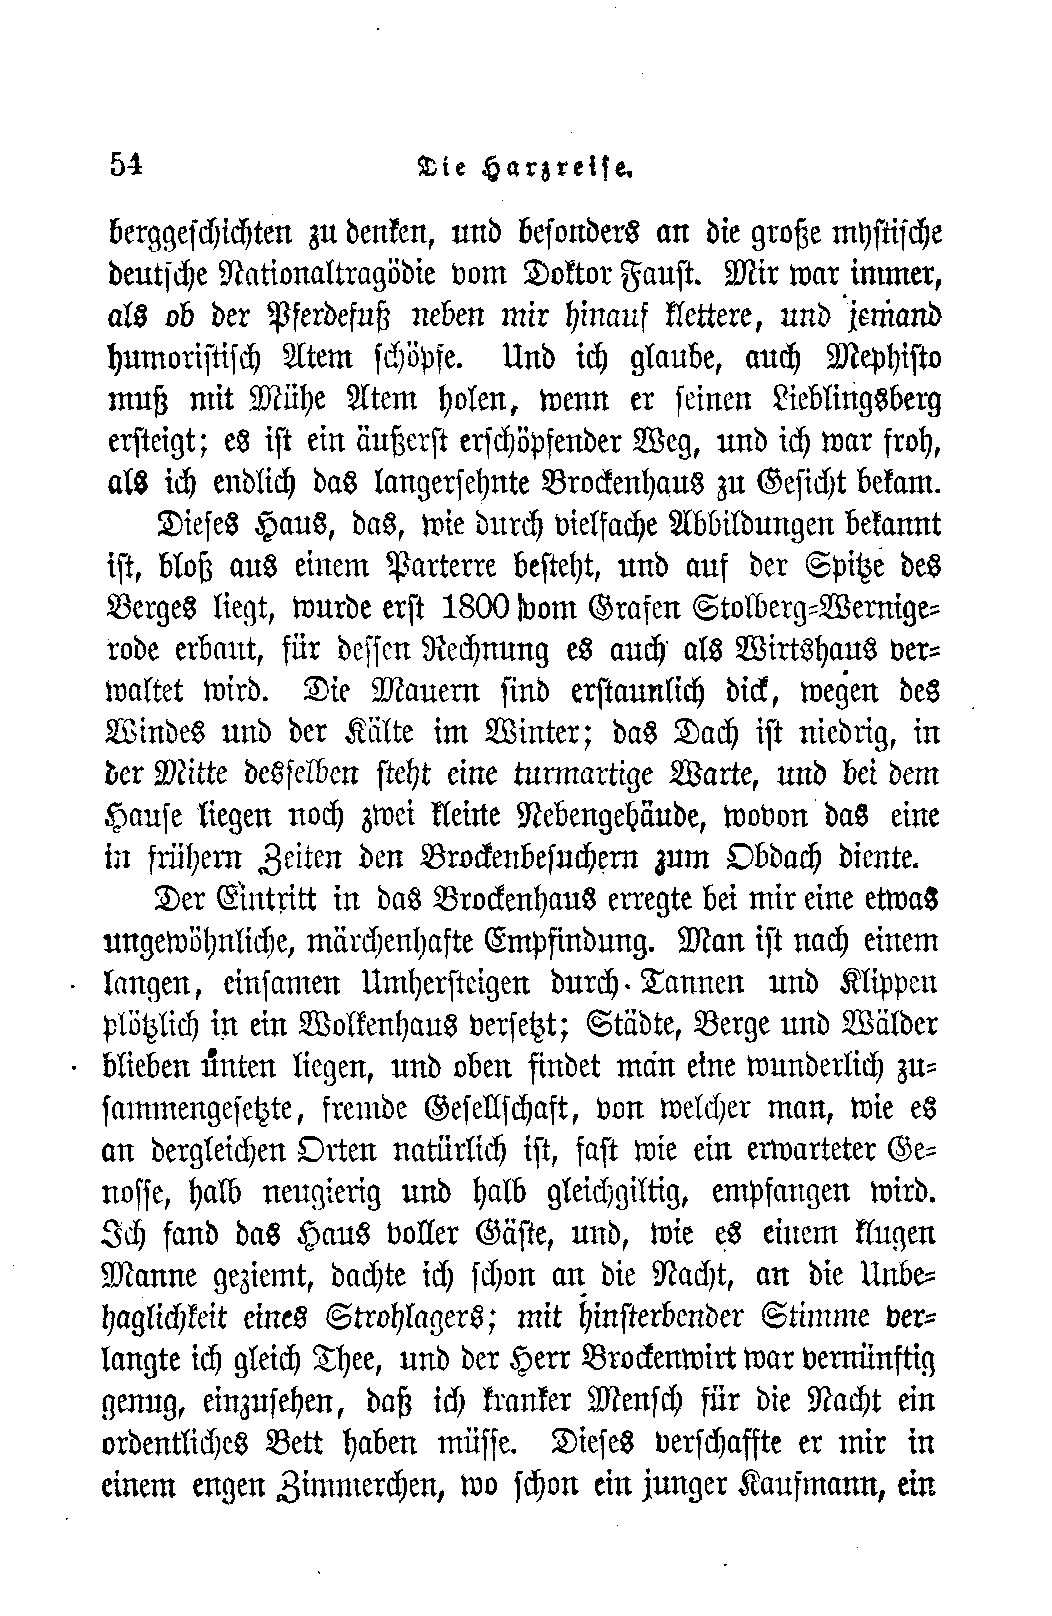 54 Die Harzreise.
berggeschichten zu denken, und besonders an die große mystische
deutsche Nationaltragödie vom Doktor Faust. Mir war immer,
als ob der Pferdefuß neben mir hinauf klettere, und jemand
humoristisch Atem schöpfe. Und ich glaube, auch Mephisto
muß mit Mühe Atem holen, wenn er seinen Lieblingsberg
ersteigt; es ist ein äußerst erschöpfender Weg, und ich war froh,
als ich endlich das langersehnte Brockenhaus zu Gesicht bekam.
Dieses Haus, das, wie durch vielfache Abbildungen bekannt
ist, bloß aus einem Parterre besteht, und auf der Spitze des
Berges liegt, wurde erst 1800 vom Grafen Stolberg-Wernige-
rode erbaut, für dessen Rechnung es auch als Wirtshaus ver-
waltet wird. Die Mauern sind erstaunlich dick, wegen des
Windes und der Kälte im Winter; das Dach ist niedrig, in
der Mitte desselben steht eine turmartige Warte, und bei dem
Hause liegen noch zwei kleine Nebengebäude, wovon das eine
in frühern Zeiten den Brockenbesuchern zum Obdach diente.
Der Eintritt in das Brockenhaus erregte bei mir eine etwas
ungewöhnliche, märchenhafte Empfindung. Man ist nach einem
langen, einsamen Umhersteigen durch Tannen und Klippen
plötzlich in ein Wolkenhaus versetzt; Städte, Berge und Wälder
blieben unten liegen, und oben findet man eine wunderlich zu-
sammengesetzte, fremde Gesellschaft, von welcher man, wie es
an dergleichen Orten natürlich ist, fast wie ein erwarteter Ge-
nosse, halb neugierig und halb gleichgiltig, empfangen wird.
Ich fand das Haus voller Gäste, und, wie es einem klugen
Manne geziemt, dachte ich schon an die Nacht, an die Unbe-
haglichkeit eines Strohlagers; mit hinsterbender Stimme ver-
langte ich gleich Thee, und der Herr Brockenwirt war vernünftig
genug, einzusehen, daß ich kranker Mensch für die Nacht ein
ordentliches Bett haben müsse. Dieses verschaffte er mir in
einem engen Zimmerchen, wo schon ein junger Kaufmann, ein